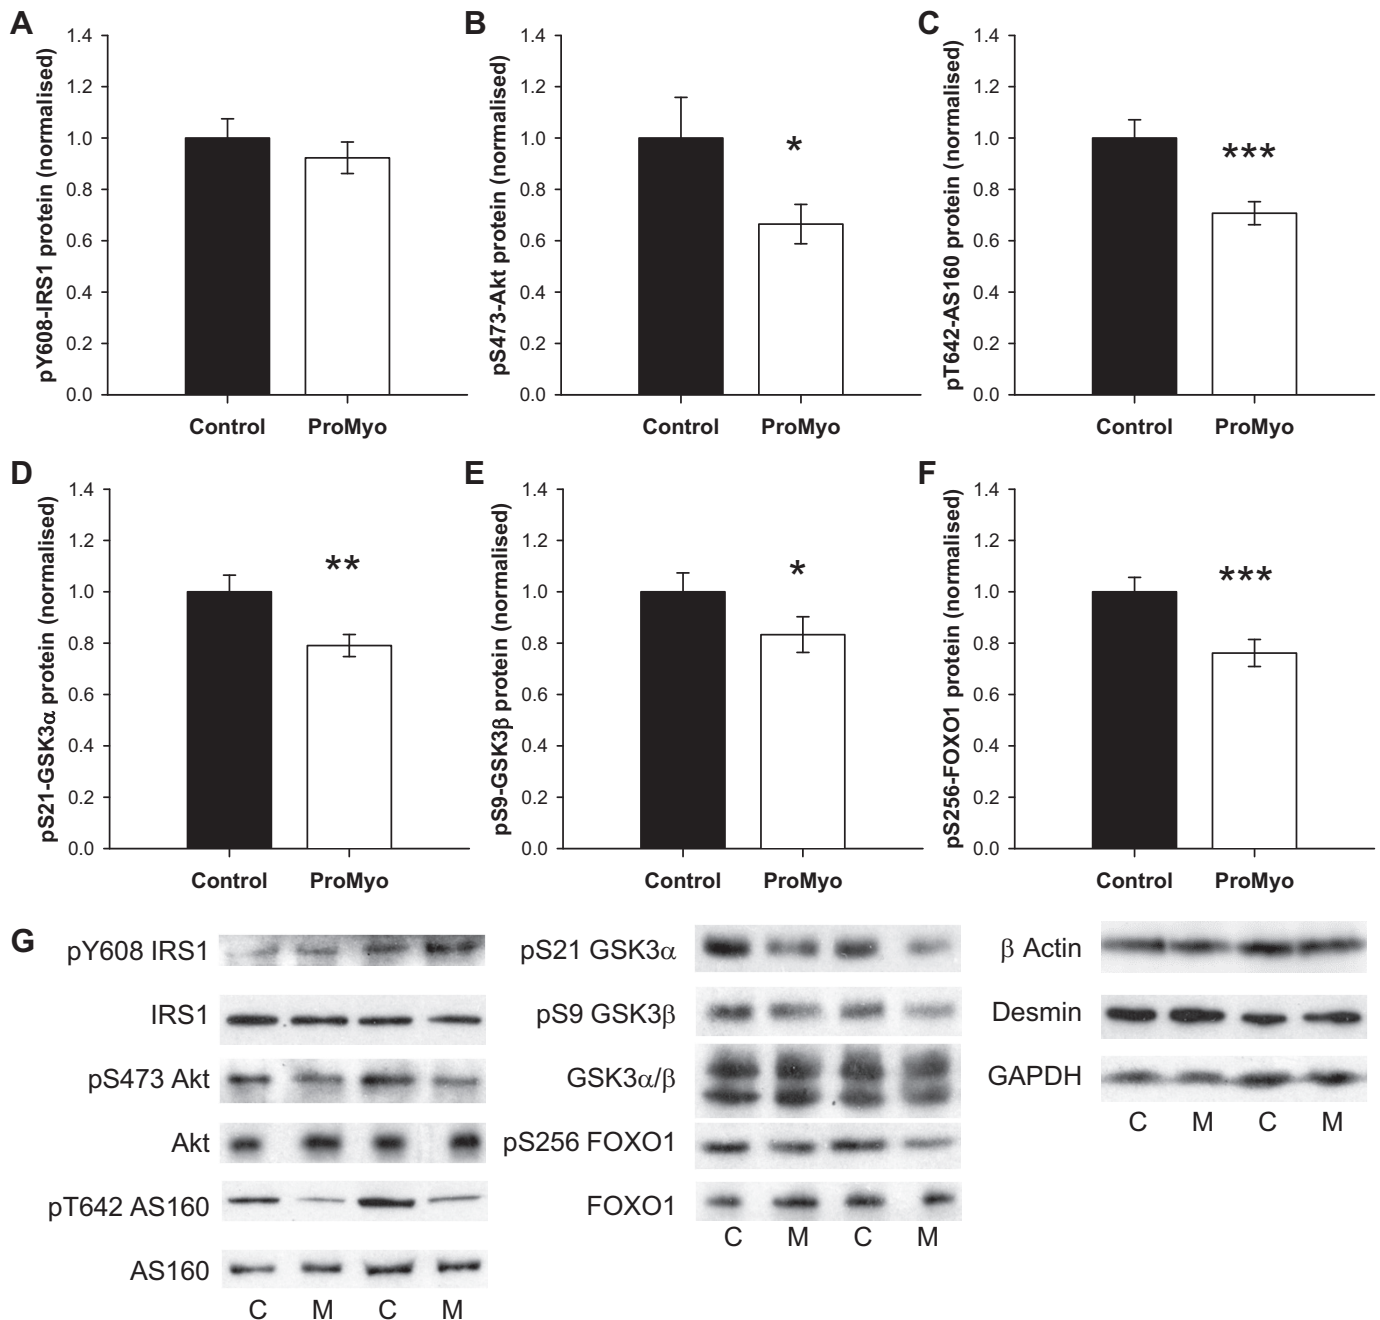 A
pY608-IRS1 protein (normalised)
1.4
1.2
1.0
0.8
0.6
0.4
0.2
0.0
Control ProMyo
B
pS473-Akt protein (normalised)
1.4
1.2
1.0
0.8
0.6
0.4
0.2
0.0
*
Control ProMyo
C
pT642-AS160 protein (normalised)
1.4
1.2
1.0
0.8
0.6
0.4
0.2
0.0
***
Control ProMyo
D
pS21-GSK3α protein (normalised)
1.4
1.2
1.0
0.8
0.6
0.4
0.2
0.0
**
Control ProMyo
E
pS9-GSK3β protein (normalised)
1.4
1.2
1.0
0.8
0.6
0.4
0.2
0.0
*
Control ProMyo
F
pS256-FOXO1 protein (normalised)
1.4
1.2
1.0
0.8
0.6
0.4
0.2
0.0
***
Control ProMyo
G
pY608 IRS1
IRS1
pS473 Akt
Akt
pT642 AS160
AS160
C M C M
pS21 GSK3α
pS9 GSK3β
GSK3α/β
pS256 FOXO1
FOXO1
C M C M
β Actin
Desmin
GAPDH
C M C M